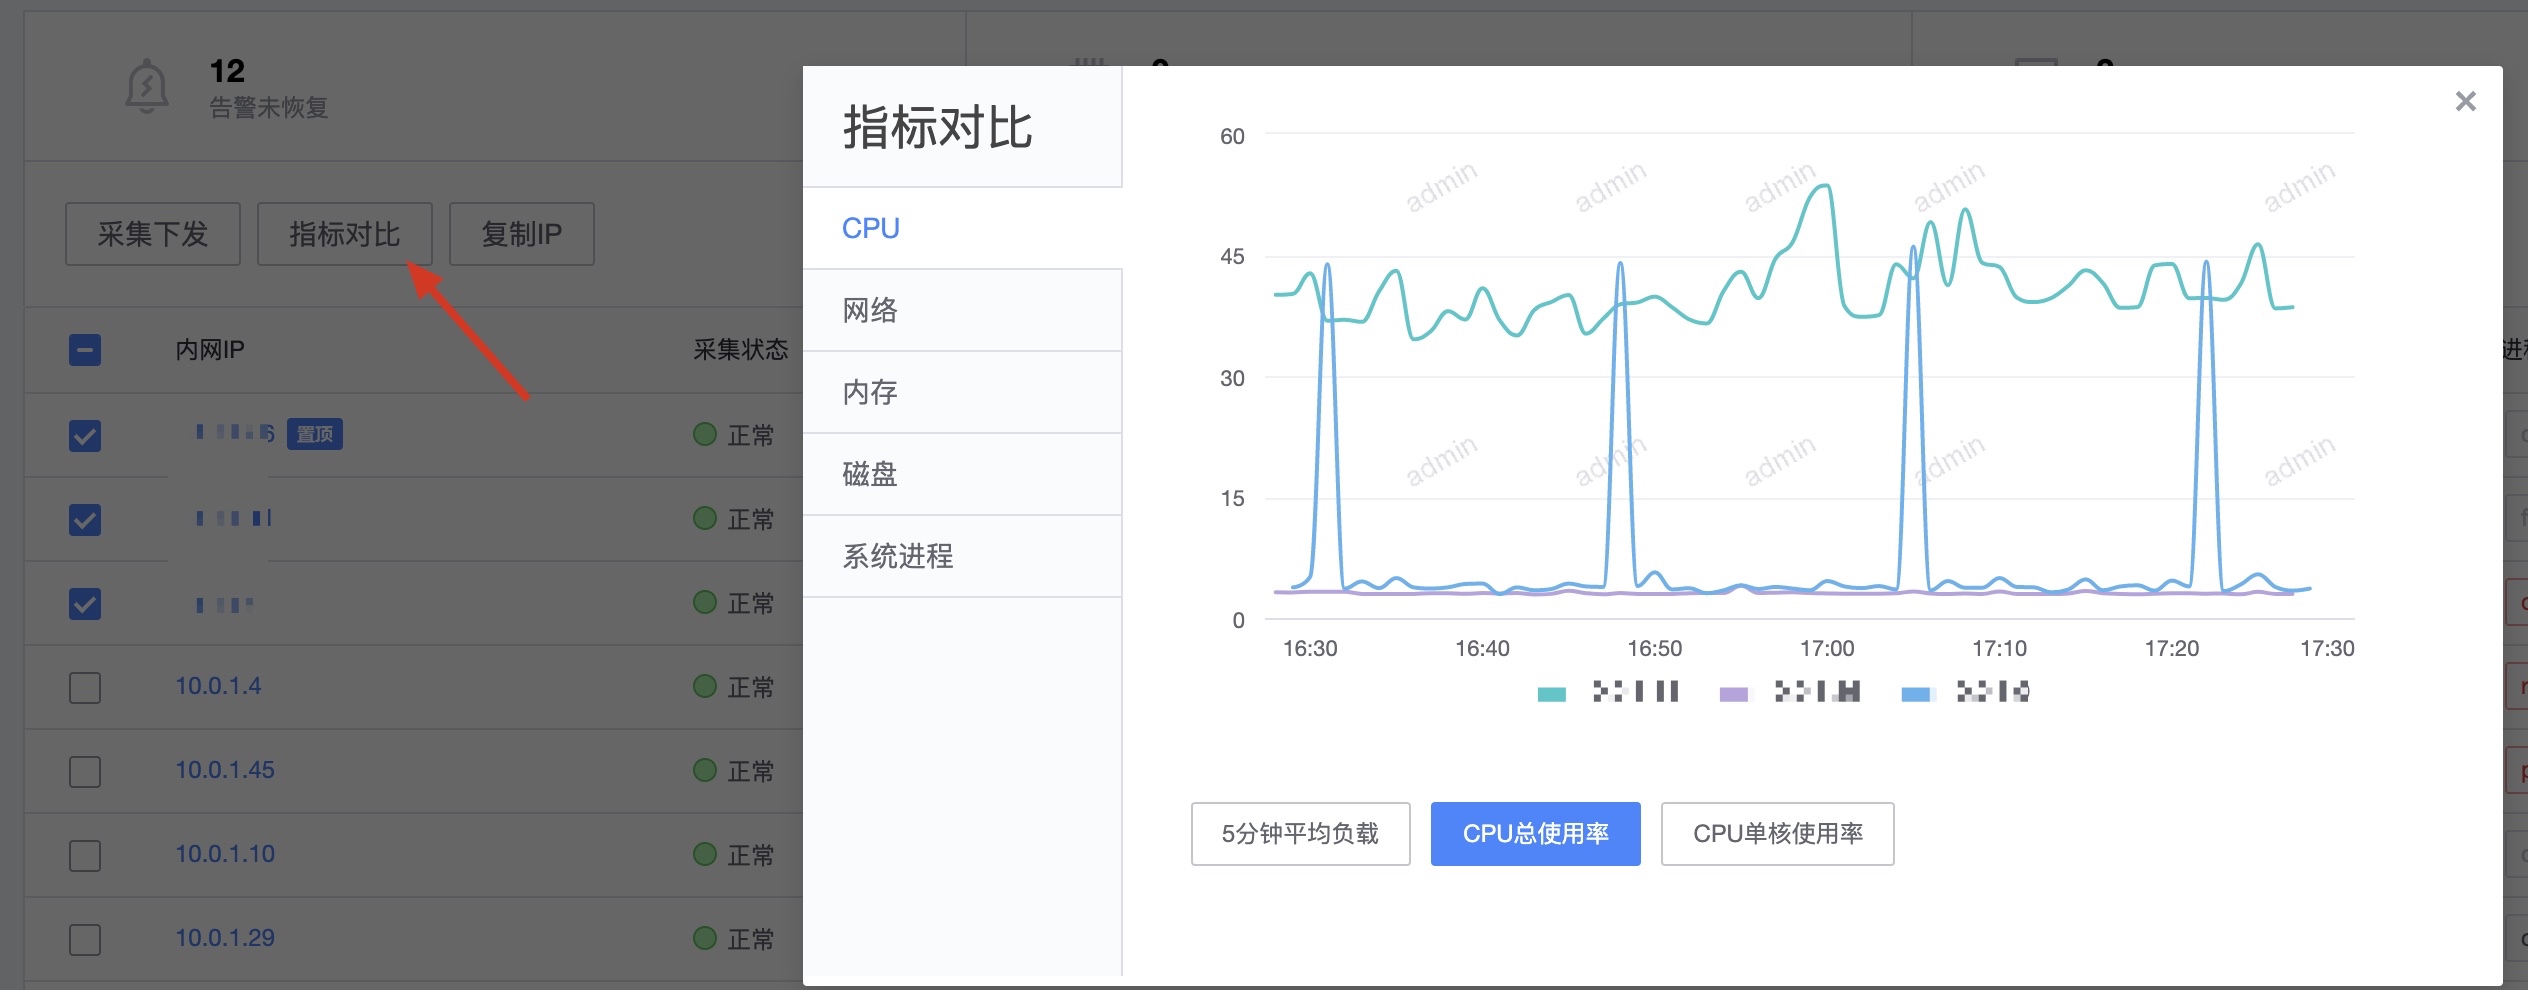 12
告警未恢复
采集下发 指标对比 复制IP
内网IP 采集状态
置顶 正常
正常
正常
10.0.1.4 正常
10.0.1.45 正常
10.0.1.10 正常
10.0.1.29 正常
指标对比
CPU
网络
内存
磁盘
系统进程
×
60
45
30
15
0
admin admin admin admin admin
admin admin admin admin admin
16:30 16:40 16:50 17:00 17:10 17:20 17:30
5分钟平均负载 CPU总使用率 CPU单核使用率